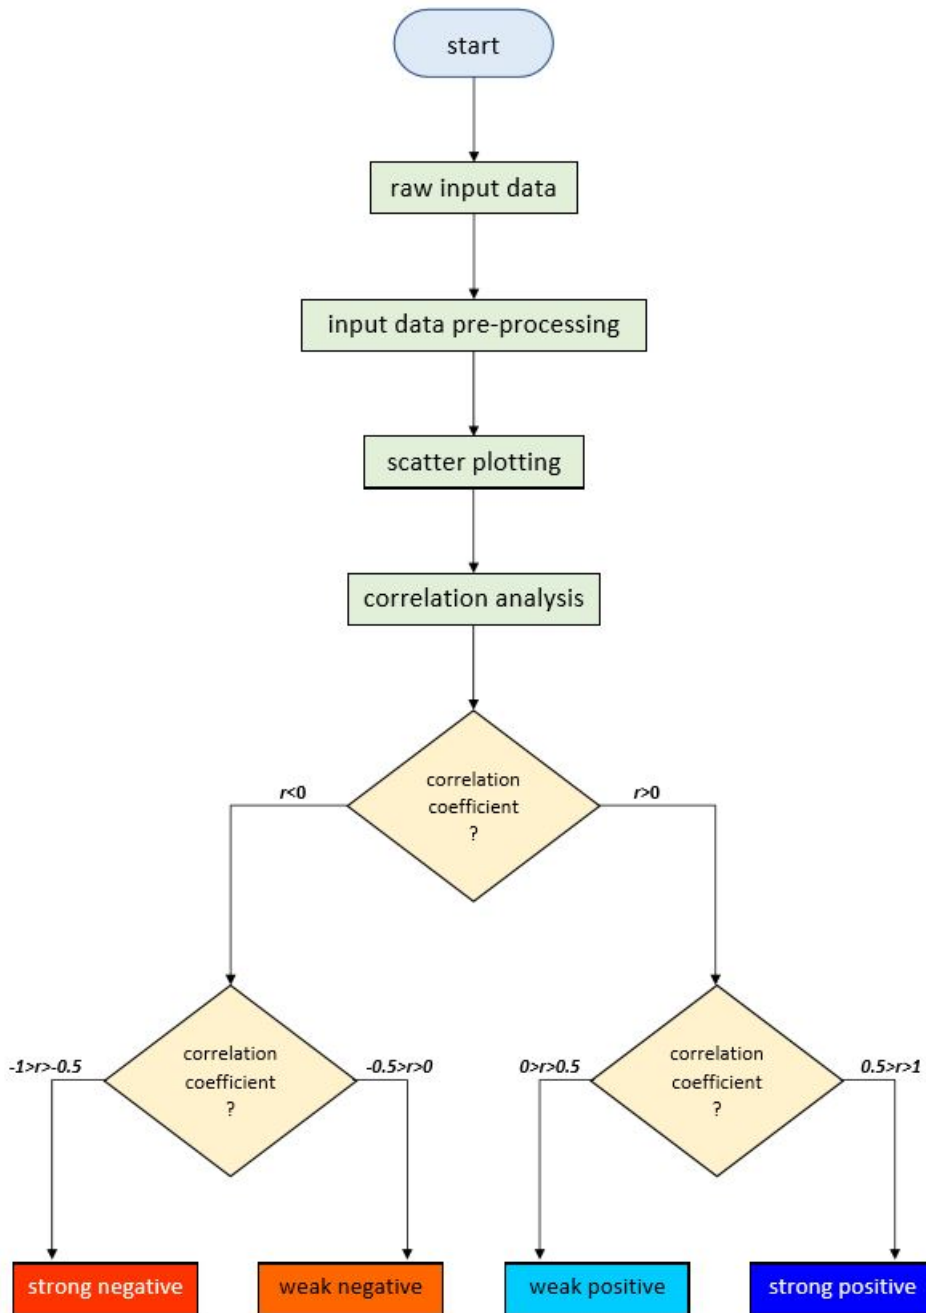 start
raw input data
input data pre-processing
scatter plotting
correlation analysis
correlation
coefficient
?
r<0
r>0
correlation
coefficient
?
-1>r>-0.5
-0.5>r>0
correlation
coefficient
?
0>r>0.5
0.5>r>1
strong negative
weak negative
weak positive
strong positive